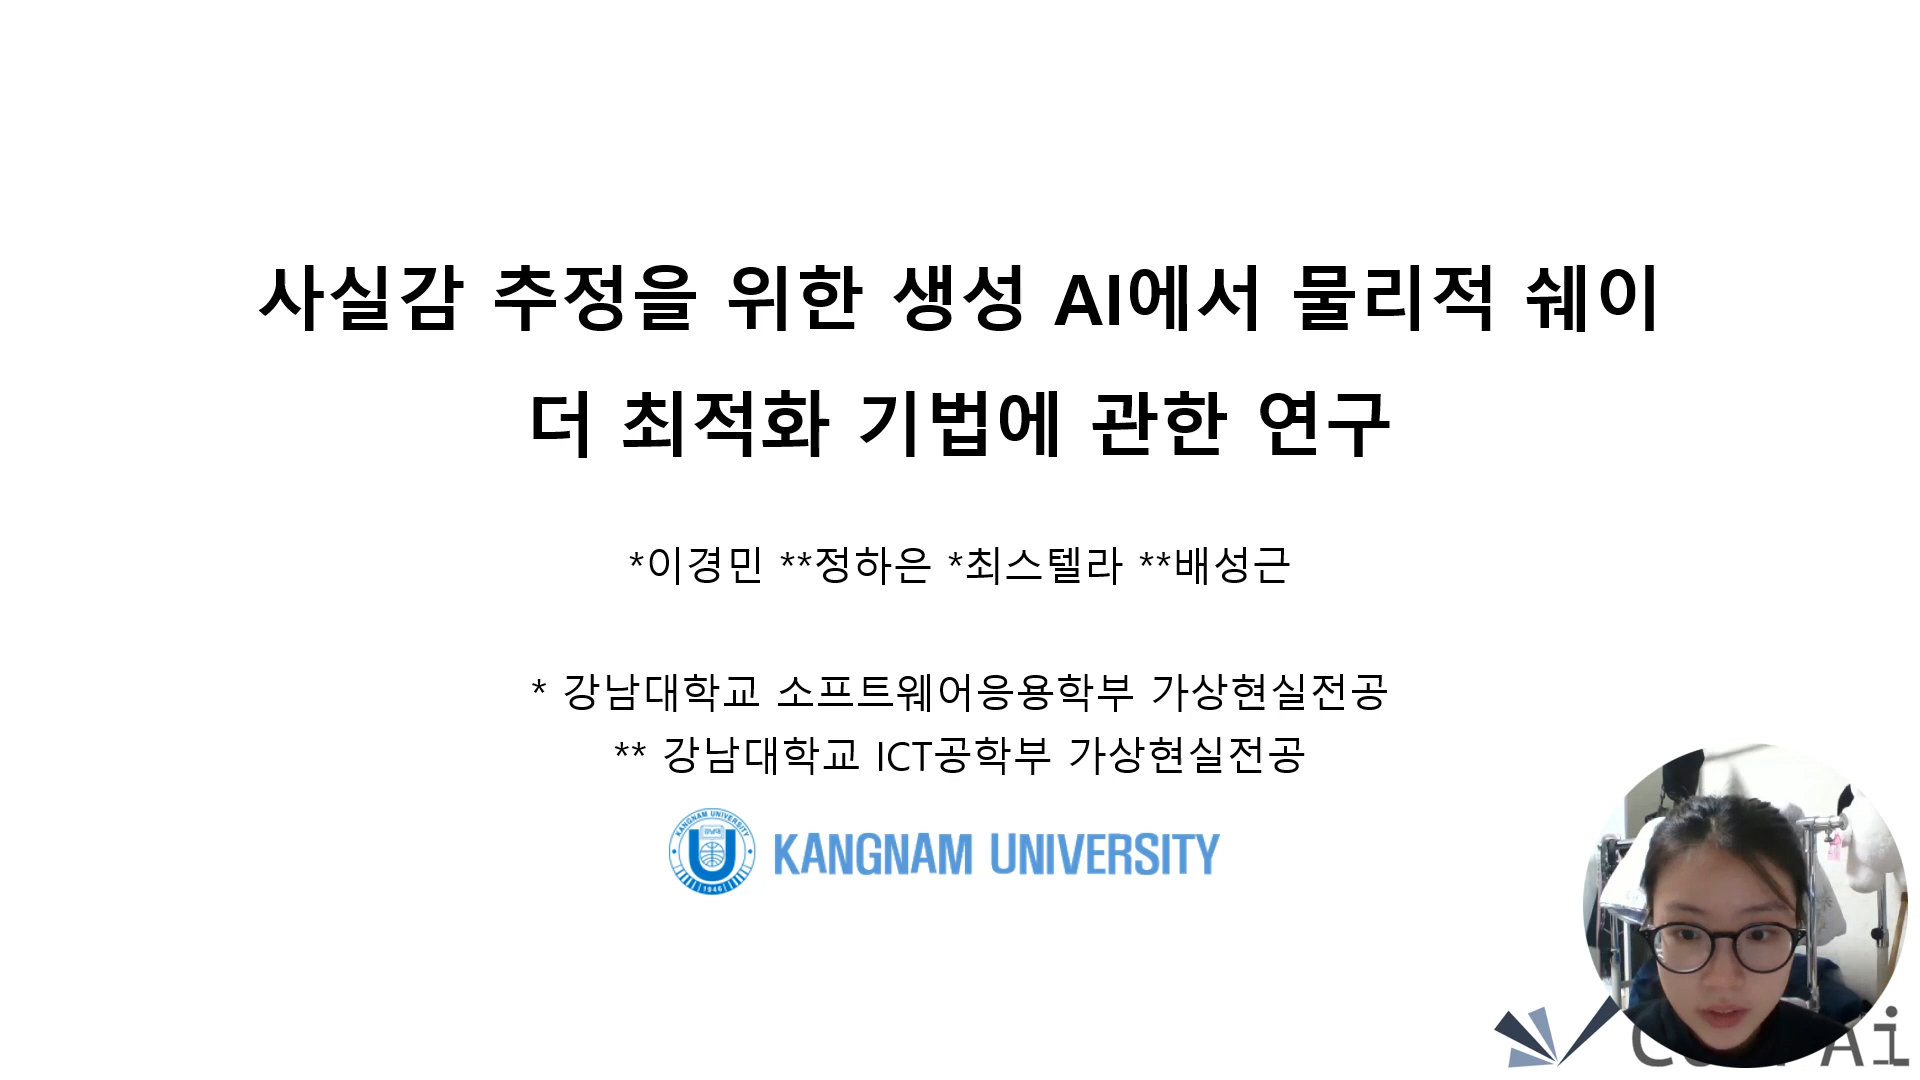 사실감 추정을 위한 생성 AI에서 물리적 쉐이
더 최적화 기법에 관한 연구
*이경민 **정하은 *최스텔라 **배성근
* 강남대학교 소프트웨어응용학부 가상현실전공
** 강남대학교 ICT공학부 가상현실전공
KANGNAM UNIVERSITY
1946
KANGNAM UNIVERSITY
Ai